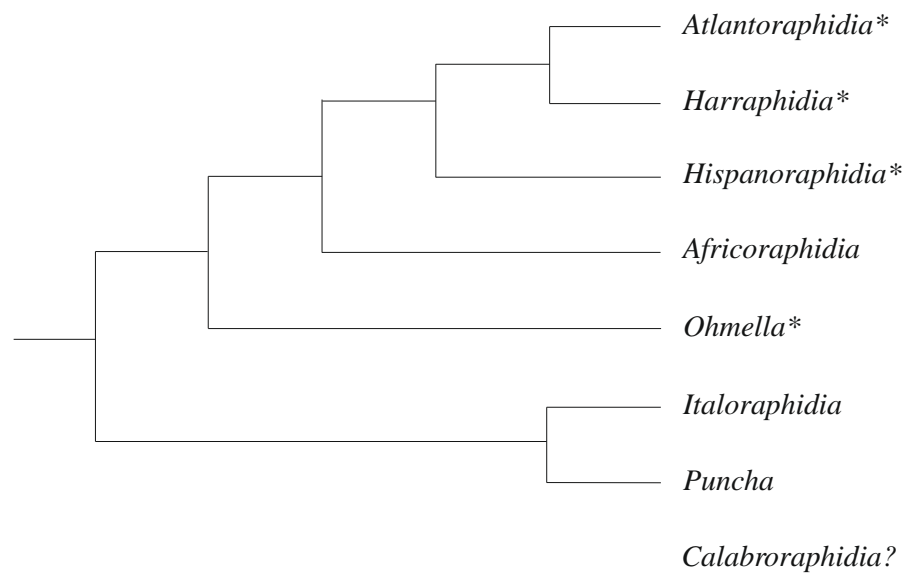 Atlantoraphidia*
Harraphidia*
Hispanoraphidia*
Africoraphidia
Ohmella*
Italoraphidia
Puncha
Calabroraphidia?